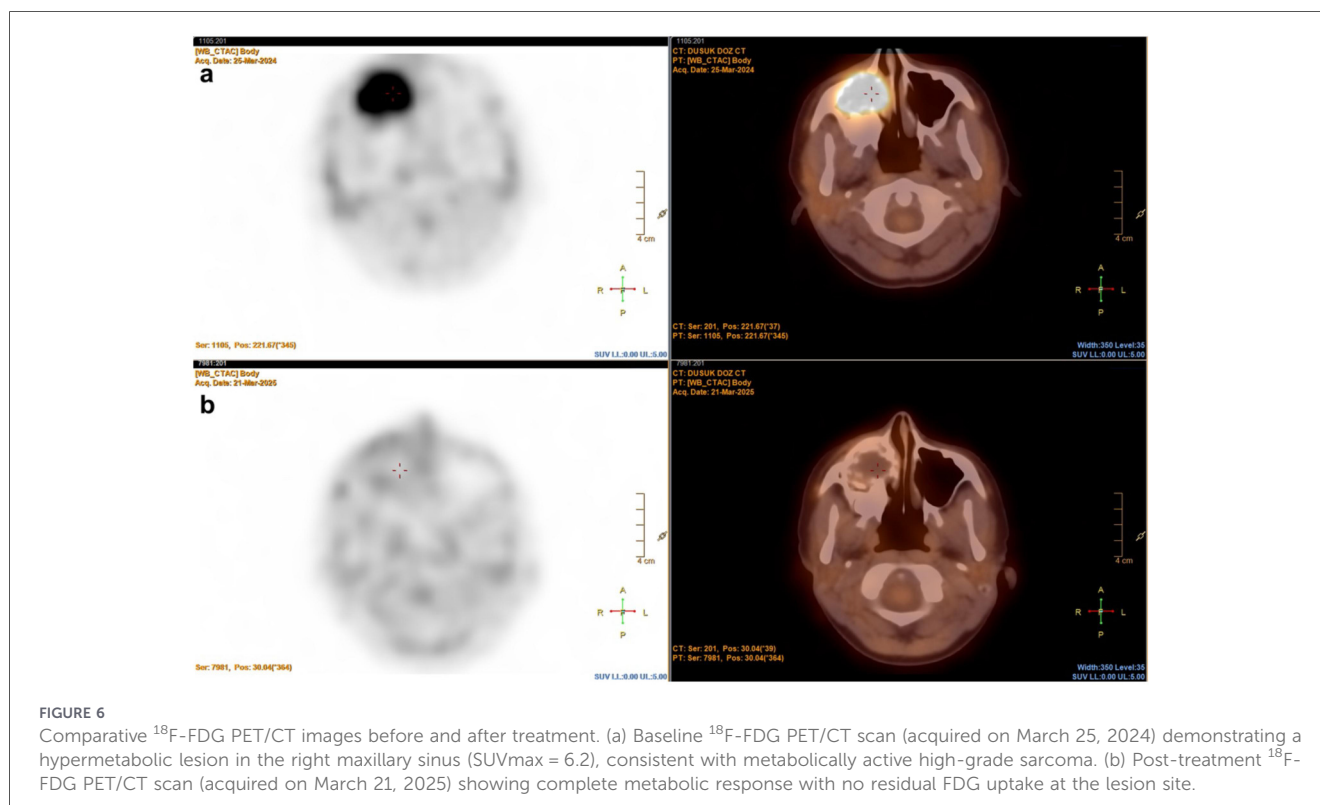 1105:201
[WB_CTAC] Body
Acq. Date: 25-Mar-2024
a
4 cm
A
R L
P
Ser: 1105, Pos: 221.67(*345)
SUV LL:0.00 UL:5.00
1105:201
CT: DUSUK DOZ CT
PT: [WB_CTAC] Body
Acq. Date: 25-Mar-2024
4 cm
A
R L
P
CT: Ser: 201, Pos: 221.67(*37)
PT: Ser: 1105, Pos: 221.67(*345)
Width:350 Level:35
SUV LL:0.00 UL:5.00
7981:201
[WB_CTAC] Body
Acq. Date: 21-Mar-2025
b
4 cm
A
R L
P
Ser: 7981, Pos: 30.04(*364)
SUV LL:0.00 UL:5.00
7981:201
CT: DUSUK DOZ CT
PT: [WB_CTAC] Body
Acq. Date: 21-Mar-2025
4 cm
A
R L
P
CT: Ser: 201, Pos: 30.04(*39)
PT: Ser: 7981, Pos: 30.04(*364)
Width:350 Level:35
SUV LL:0.00 UL:5.00
FIGURE 6
Comparative ¹⁸F-FDG PET/CT images before and after treatment. (a) Baseline ¹⁸F-FDG PET/CT scan (acquired on March 25, 2024) demonstrating a
hypermetabolic lesion in the right maxillary sinus (SUVmax = 6.2), consistent with metabolically active high-grade sarcoma. (b) Post-treatment ¹⁸F-
FDG PET/CT scan (acquired on March 21, 2025) showing complete metabolic response with no residual FDG uptake at the lesion site.